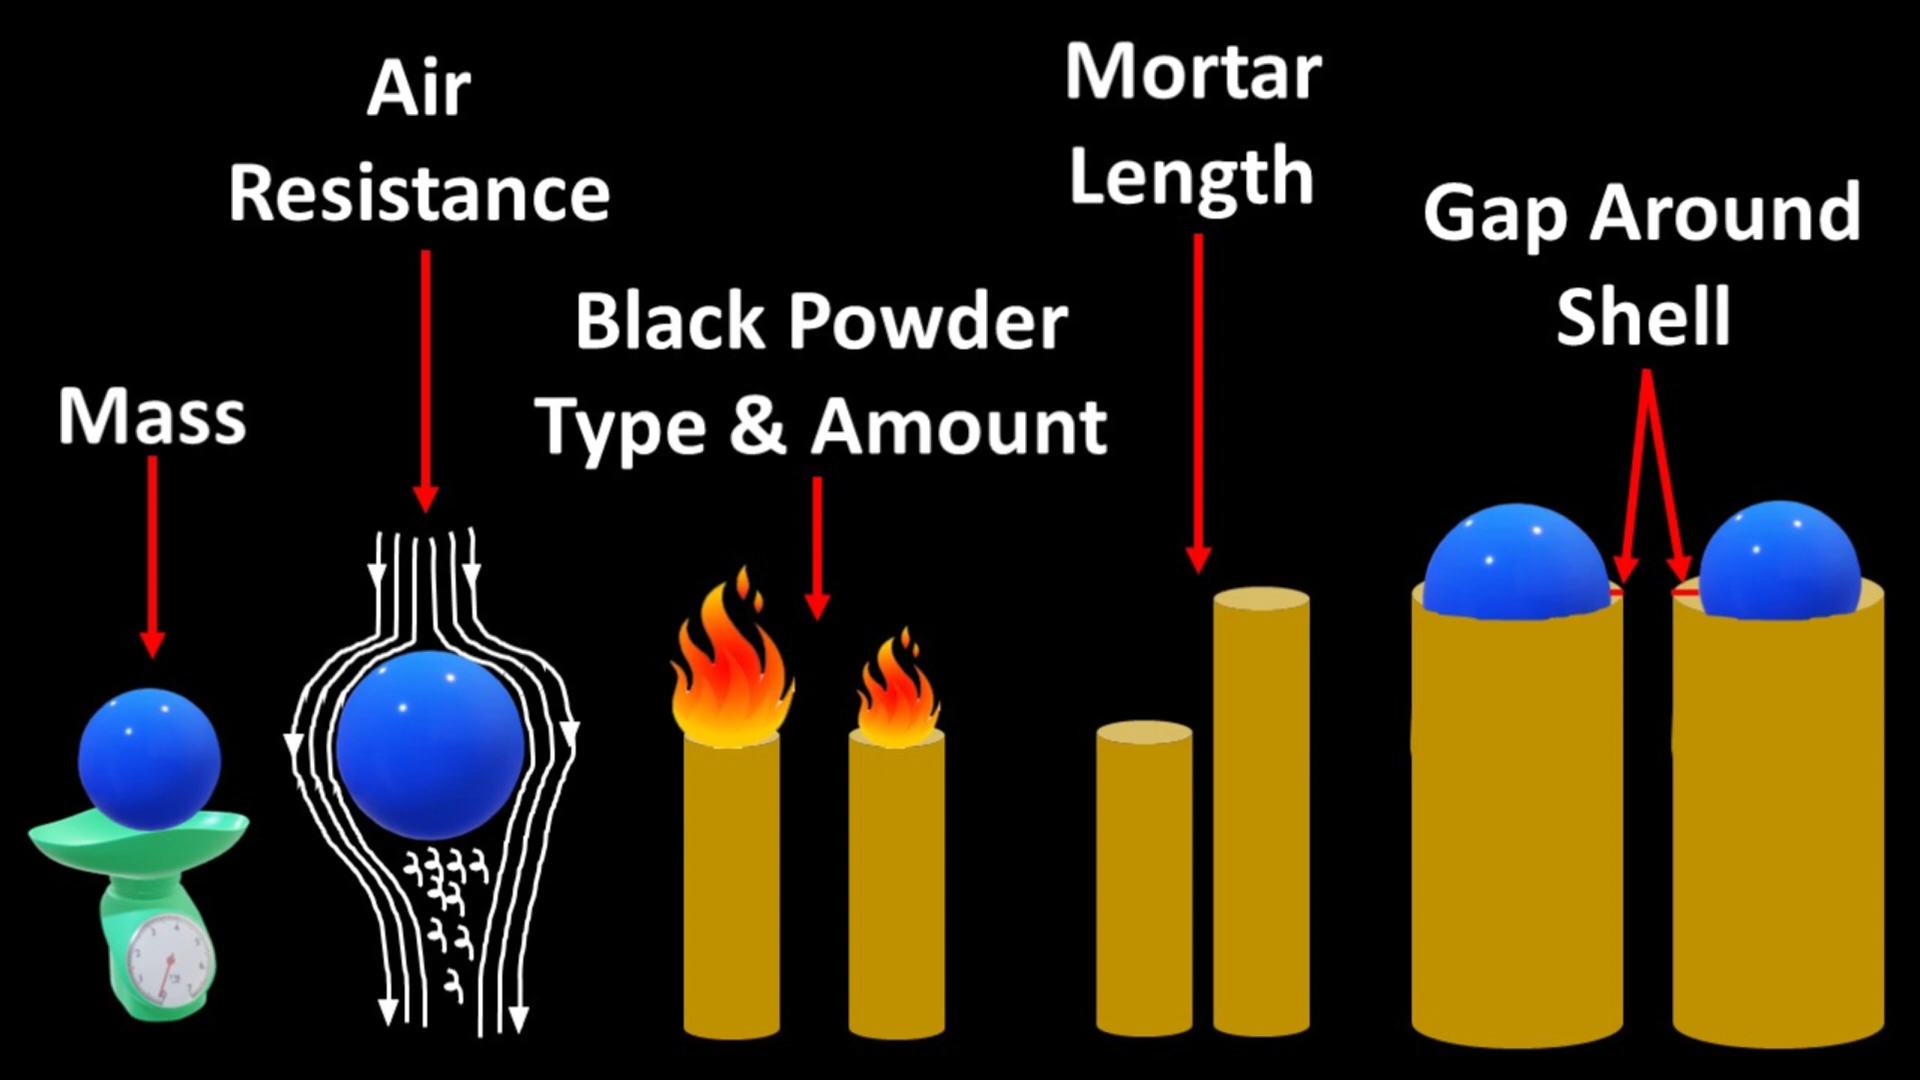 Mass
Air
Resistance
Black Powder
Type & Amount
Mortar
Length
Gap Around
Shell